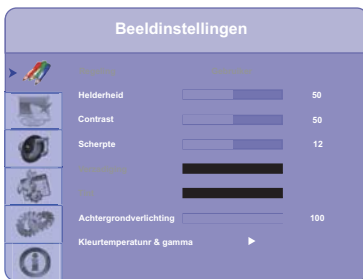 Beeldinstellingen
Helderheid 50
Contrast 50
Scherpte 12
Achtergrondverlichting 100
Kleurtemperatunr & gamma